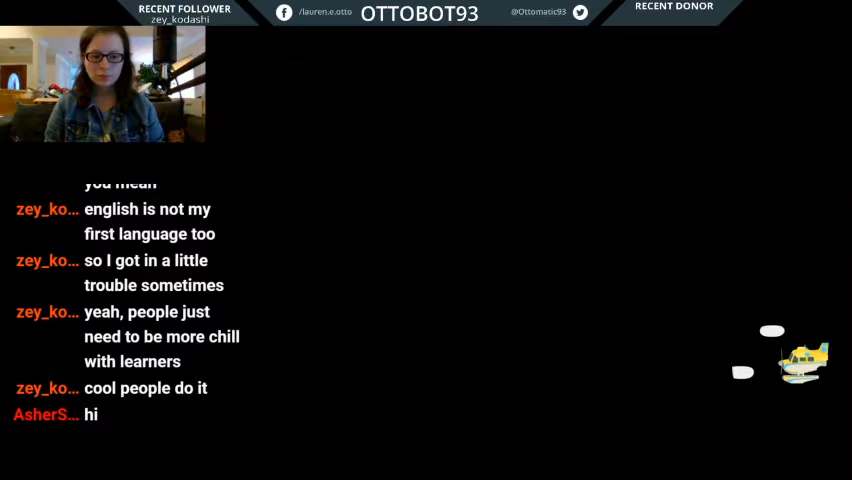 RECENT FOLLOWER
zey_kodashi
/lauren.e.otto
OTTOBOT93
@Ottomatic93
RECENT DONOR
you mean
zey_ko... english is not my
first language too
zey_ko... so I got in a little
trouble sometimes
zey_ko... yeah, people just
need to be more chill
with learners
zey_ko... cool people do it
AsherS... hi